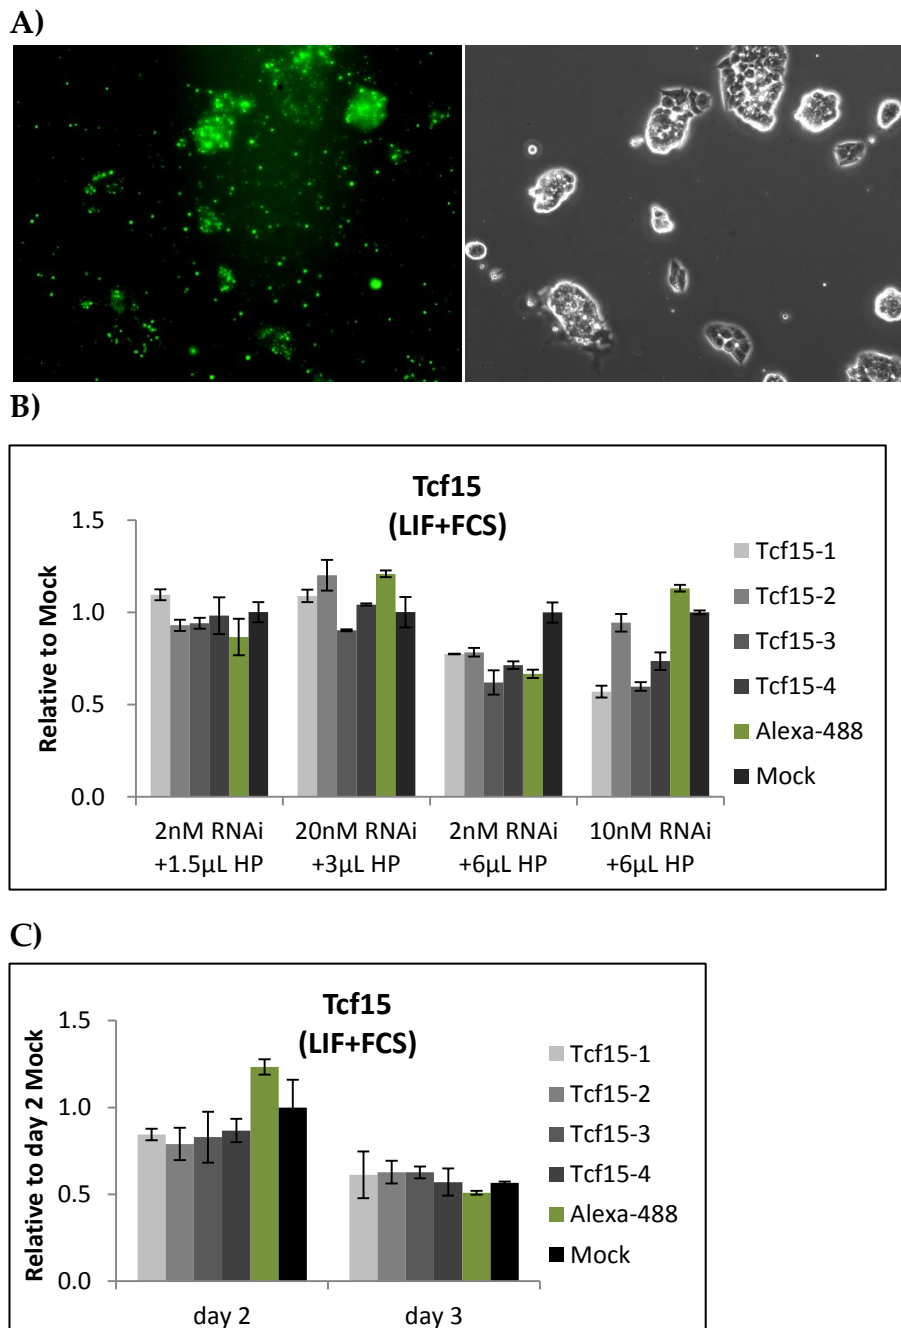 A)
B)
Tcf15
(LIF+FCS)
Relative to Mock
1.5
1.0
0.5
0.0
2nM RNAi
+1.5µL HP
20nM RNAi
+3µL HP
2nM RNAi
+6µL HP
10nM RNAi
+6µL HP
Tcf15-1
Tcf15-2
Tcf15-3
Tcf15-4
Alexa-488
Mock
C)
Tcf15
(LIF+FCS)
Relative to day 2 Mock
1.5
1.0
0.5
0.0
day 2
day 3
Tcf15-1
Tcf15-2
Tcf15-3
Tcf15-4
Alexa-488
Mock